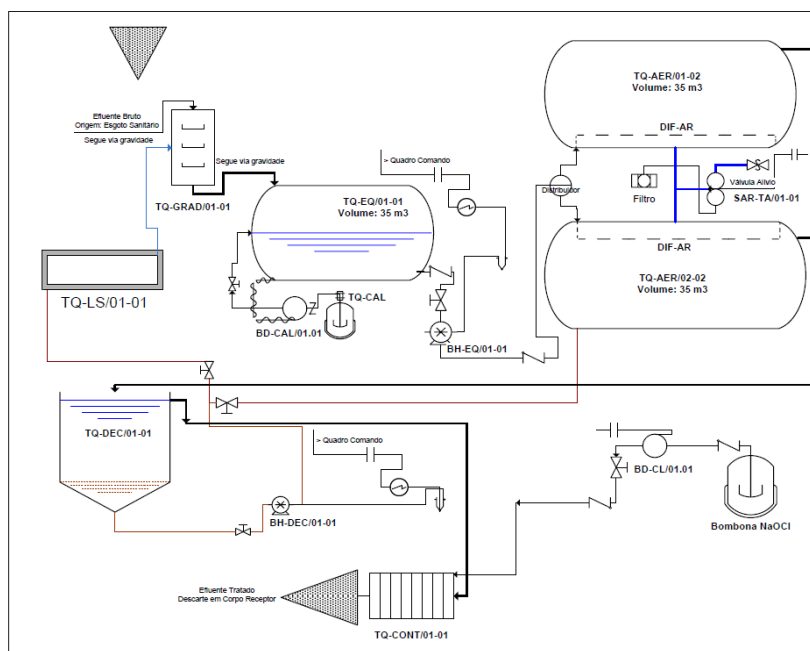 TQ-AER/01-02
Volume: 35 m3
DIF-AR
Efluente Bruto
Origem: Esgoto Sanitário
Segue via gravidade
Segue via gravidade
TQ-GRAD/01-01
> Quadro Comando
TQ-EQ/01-01
Volume: 35 m3
Distribuidor
Filtro
Válvula Alivio
SAR-TA/01-01
DIF-AR
TQ-AER/02-02
Volume: 35 m3
TQ-LS/01-01
TQ-CAL
BD-CAL/01.01
BH-EQ/01-01
TQ-DEC/01-01
> Quadro Comando
BH-DEC/01-01
BD-CL/01.01
Bombona NaOCl
Efluente Tratado
Descarte em Corpo Receptor
TQ-CONT/01-01